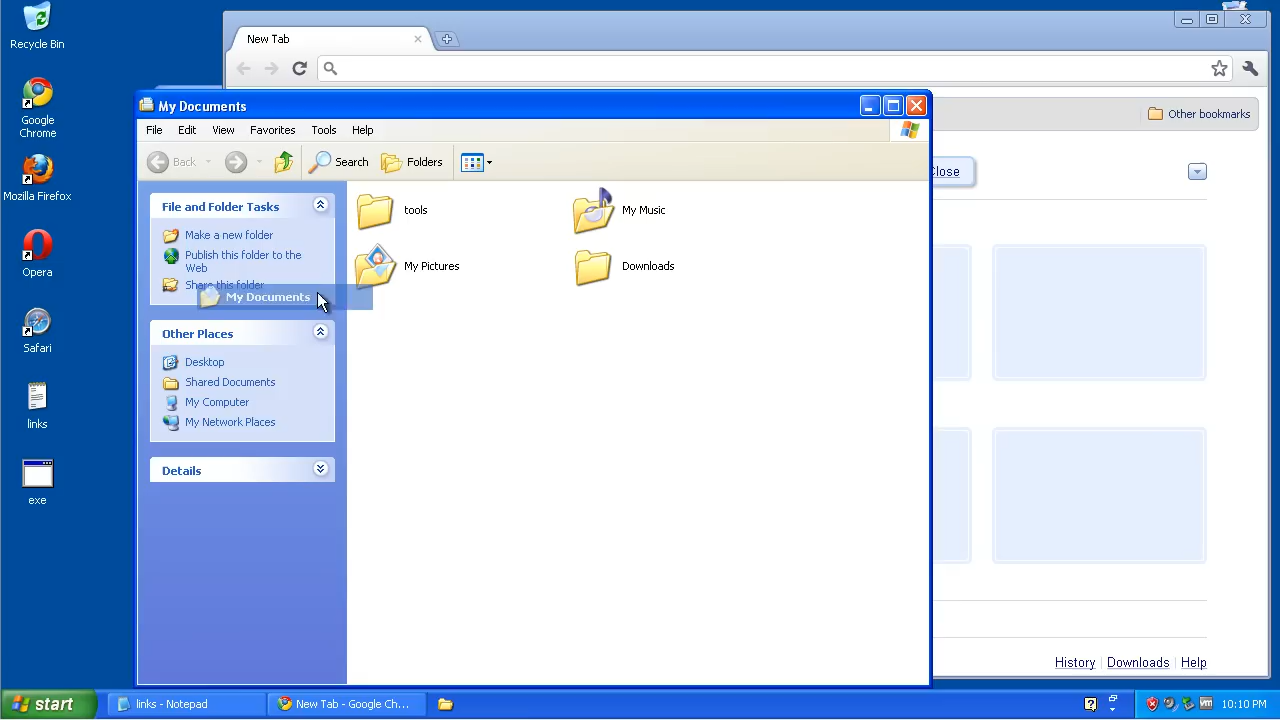 Recycle Bin
Google
Chrome
Mozilla Firefox
Opera
Safari
links
exe
New Tab
Other bookmarks
Close
My Documents
File Edit View Favorites Tools Help
Back Search Folders
File and Folder Tasks
Make a new folder
Publish this folder to the
Web
Share this folder
My Documents
Other Places
Desktop
Shared Documents
My Computer
My Network Places
Details
tools
My Music
My Pictures
Downloads
History Downloads Help
start
links - Notepad
New Tab - Google Ch...
10:10 PM